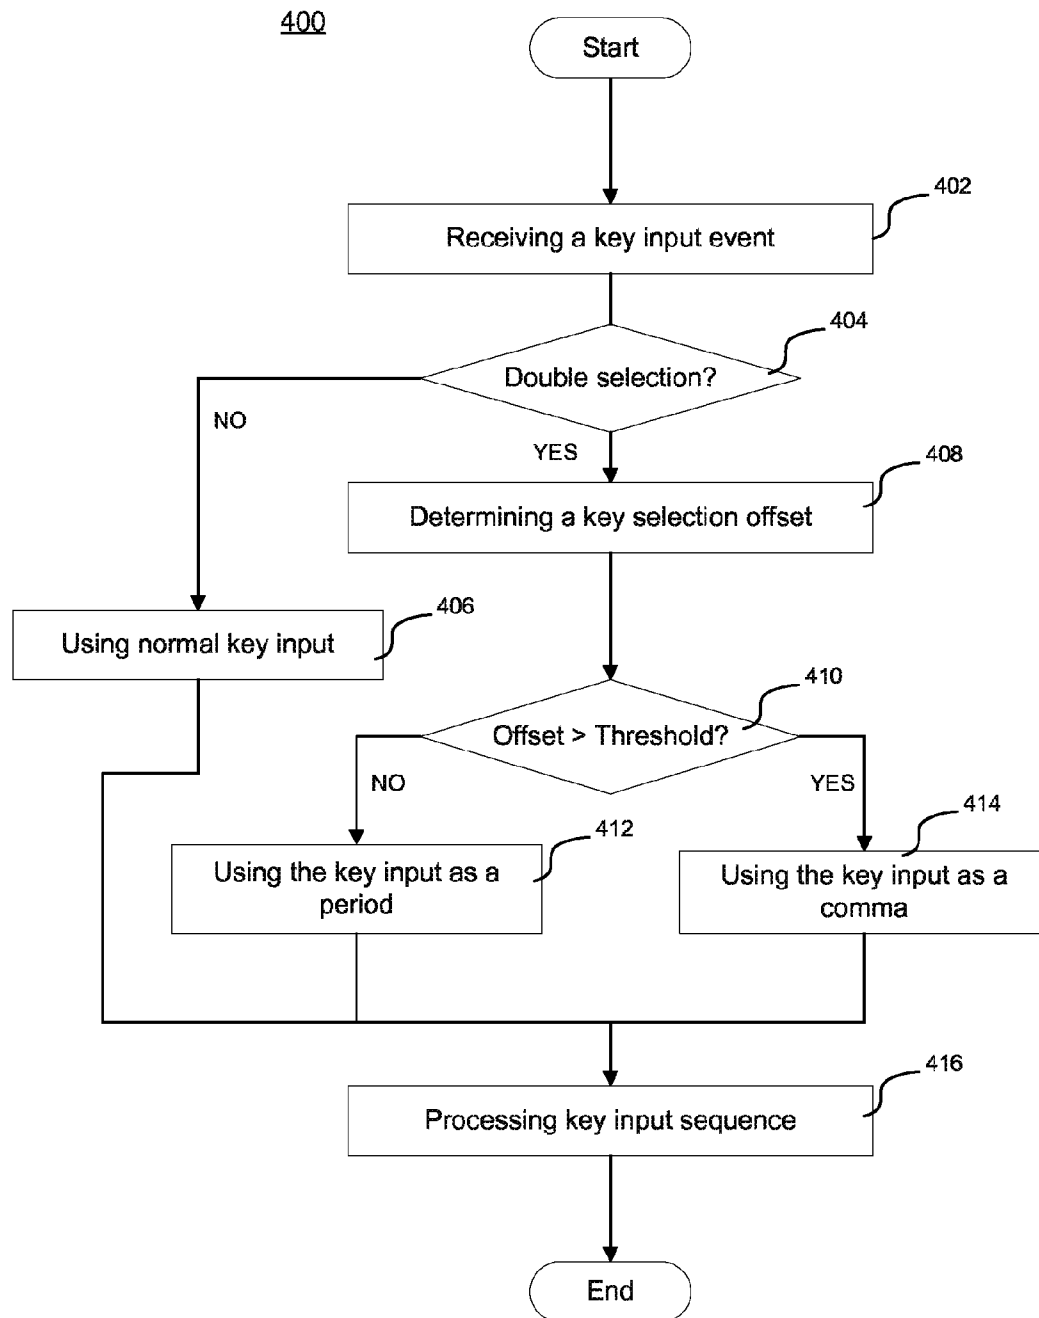 400
Start
402
Receiving a key input event
404
Double selection?
NO
YES
408
Determining a key selection offset
406
Using normal key input
410
Offset > Threshold?
NO
YES
412
Using the key input as a
period
414
Using the key input as a
comma
416
Processing key input sequence
End